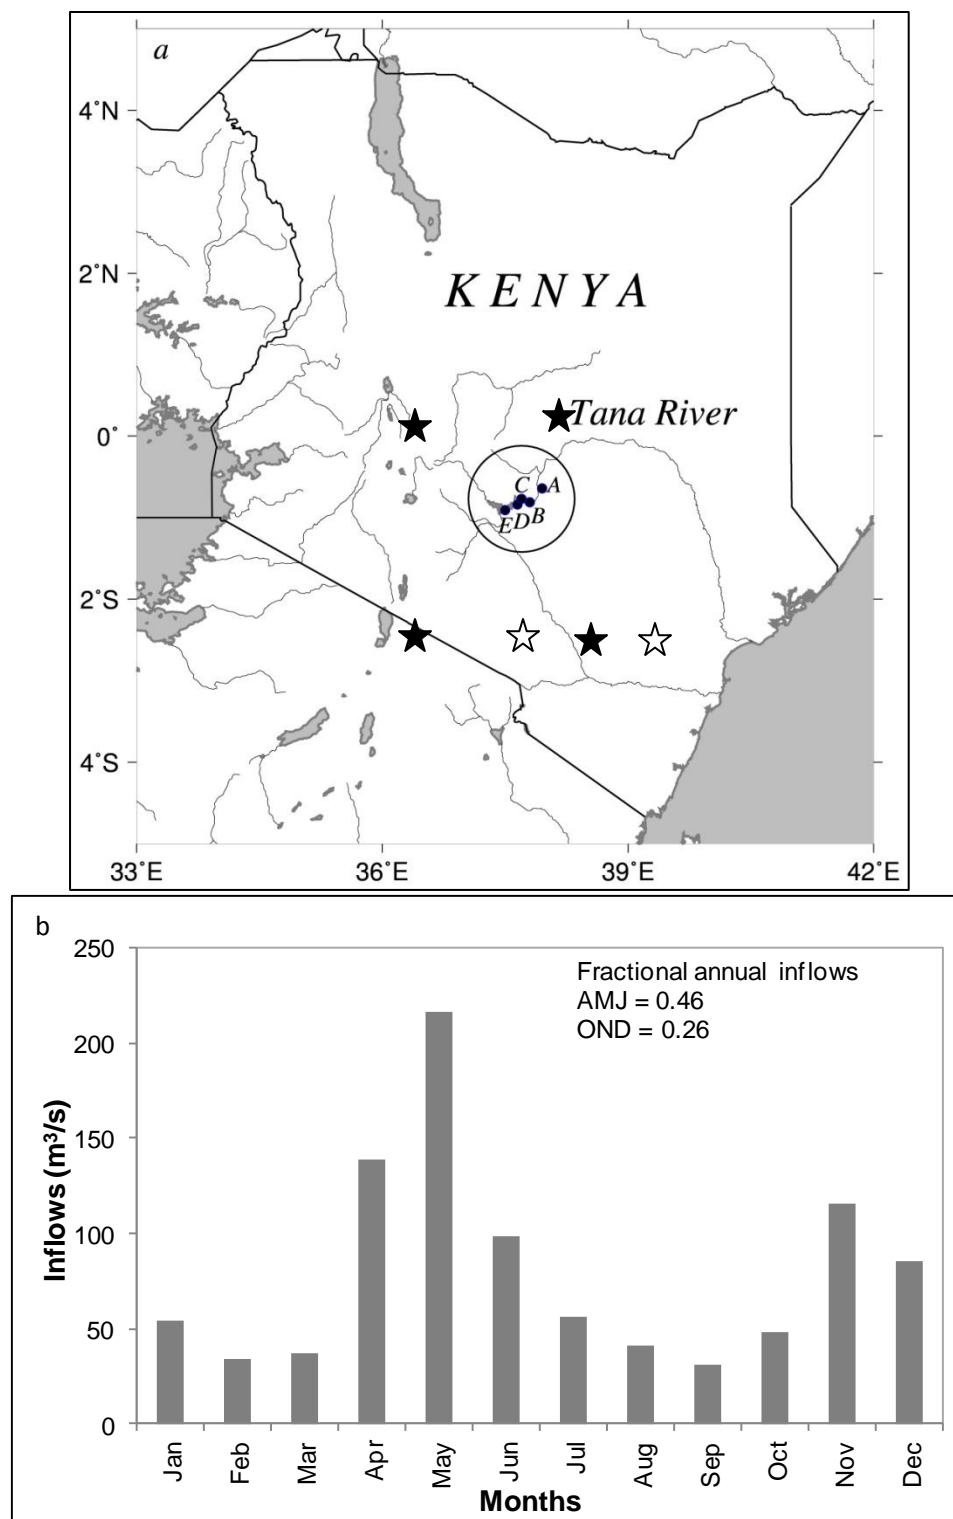 a
4°N
2°N
KENYA
Tana River
0°
C
A
E
D
B
2°S
4°S
33°E
36°E
39°E
42°E
b
250
Fractional annual inflows
AMJ = 0.46
OND = 0.26
200
150
100
50
0
Inflows (m³/s)
Jan
Feb
Mar
Apr
May
Jun
Jul
Aug
Sep
Oct
Nov
Dec
Months